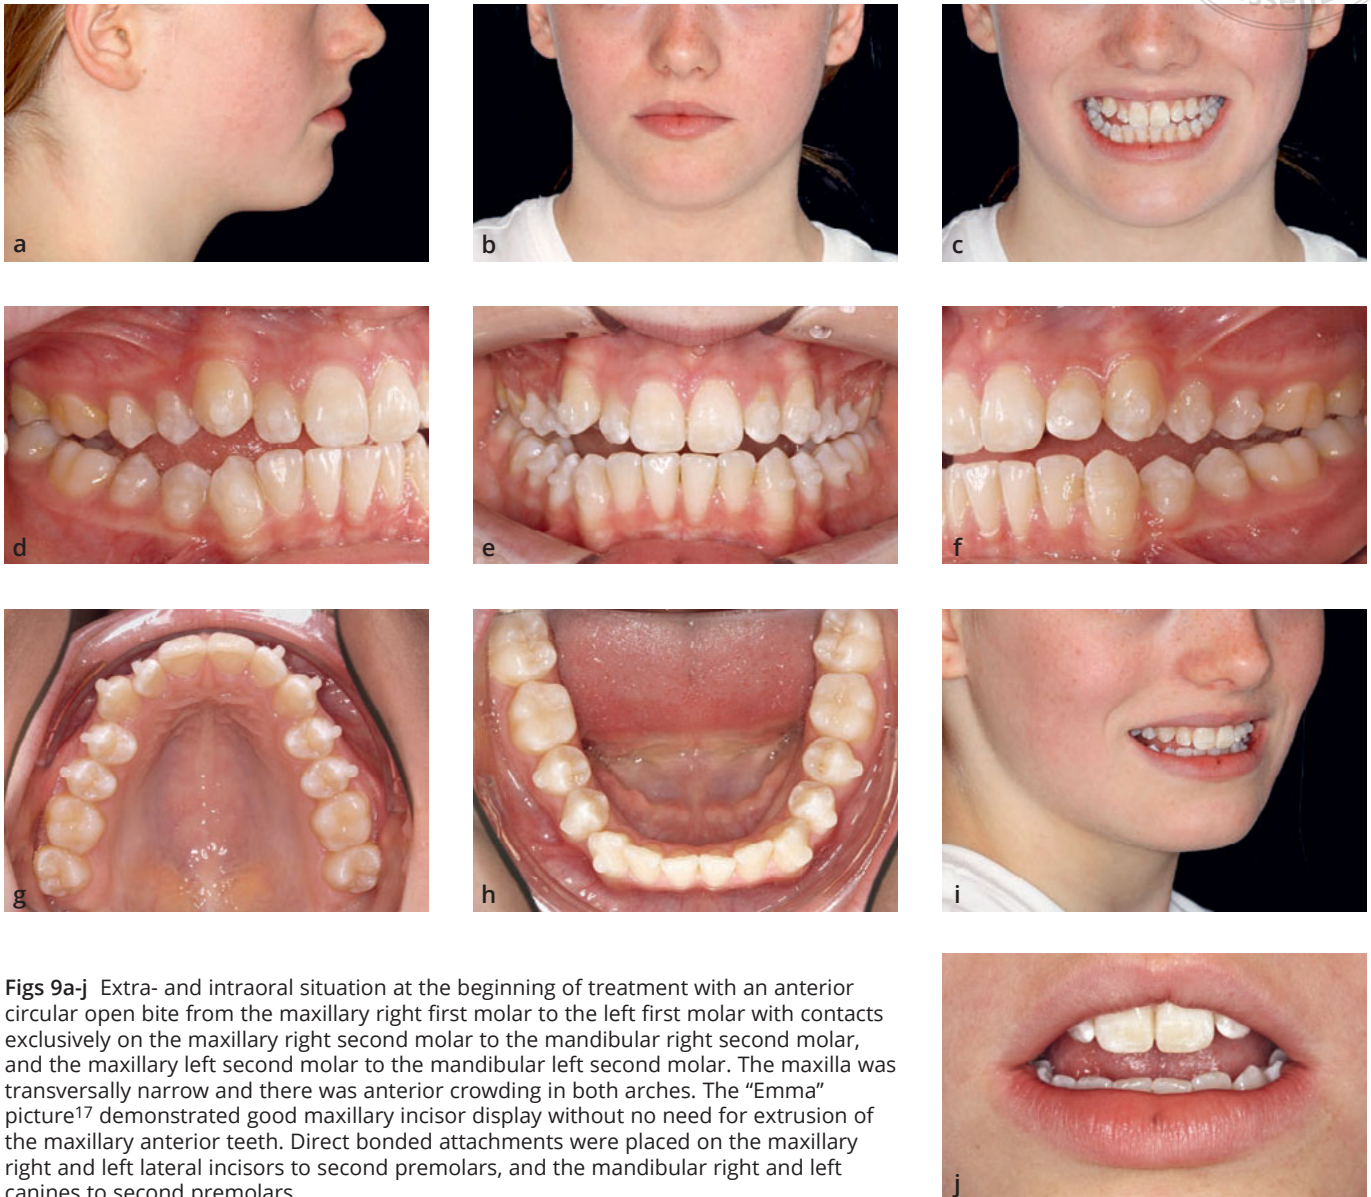 a
b
c
d
e
f
g
h
i
Figs 9a-j Extra- and intraoral situation at the beginning of treatment with an anterior
circular open bite from the maxillary right first molar to the left first molar with contacts
exclusively on the maxillary right second molar to the mandibular right second molar,
and the maxillary left second molar to the mandibular left second molar. The maxilla was
transversally narrow and there was anterior crowding in both arches. The “Emma”
picture17 demonstrated good maxillary incisor display without no need for extrusion of
the maxillary anterior teeth. Direct bonded attachments were placed on the maxillary
right and left lateral incisors to second premolars, and the mandibular right and left
canines to second premolars.
j